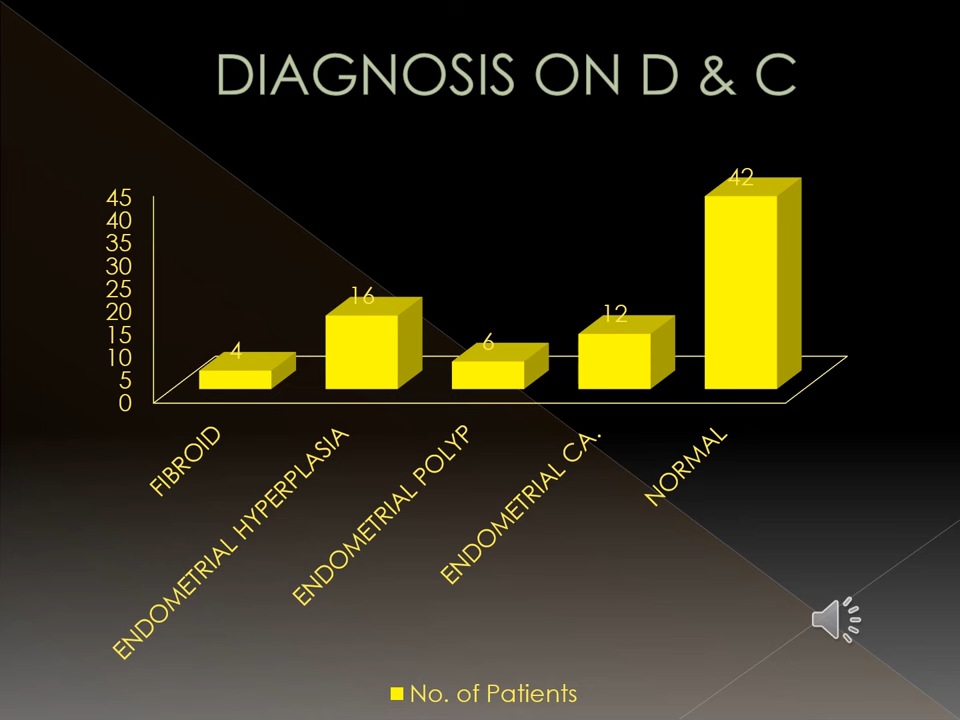 DIAGNOSIS ON D & C
45
40
35
30
25
20
15
10
5
0
4
16
6
12
42
FIBROID
ENDOMETRIAL HYPERPLASIA
ENDOMETRIAL POLYP
ENDOMETRIAL CA.
NORMAL
No. of Patients